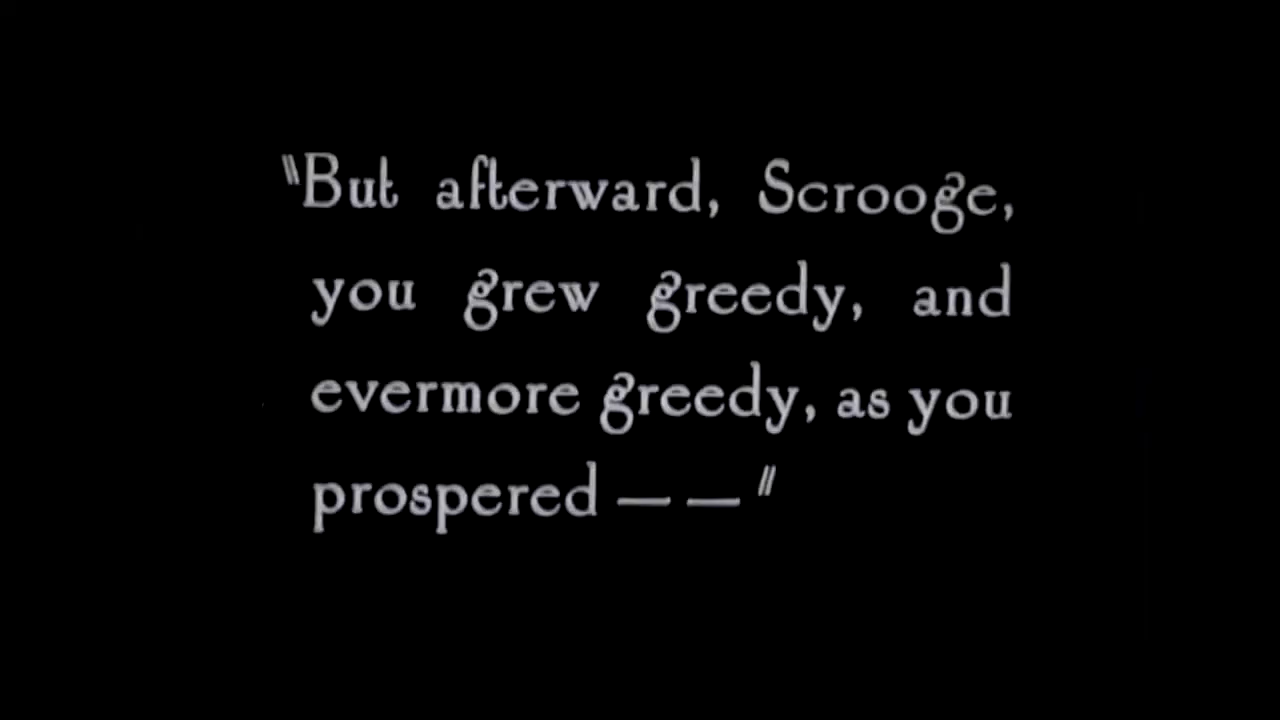 "But afterward, Scrooge,
you grew greedy, and
evermore greedy, as you
prospered — — "